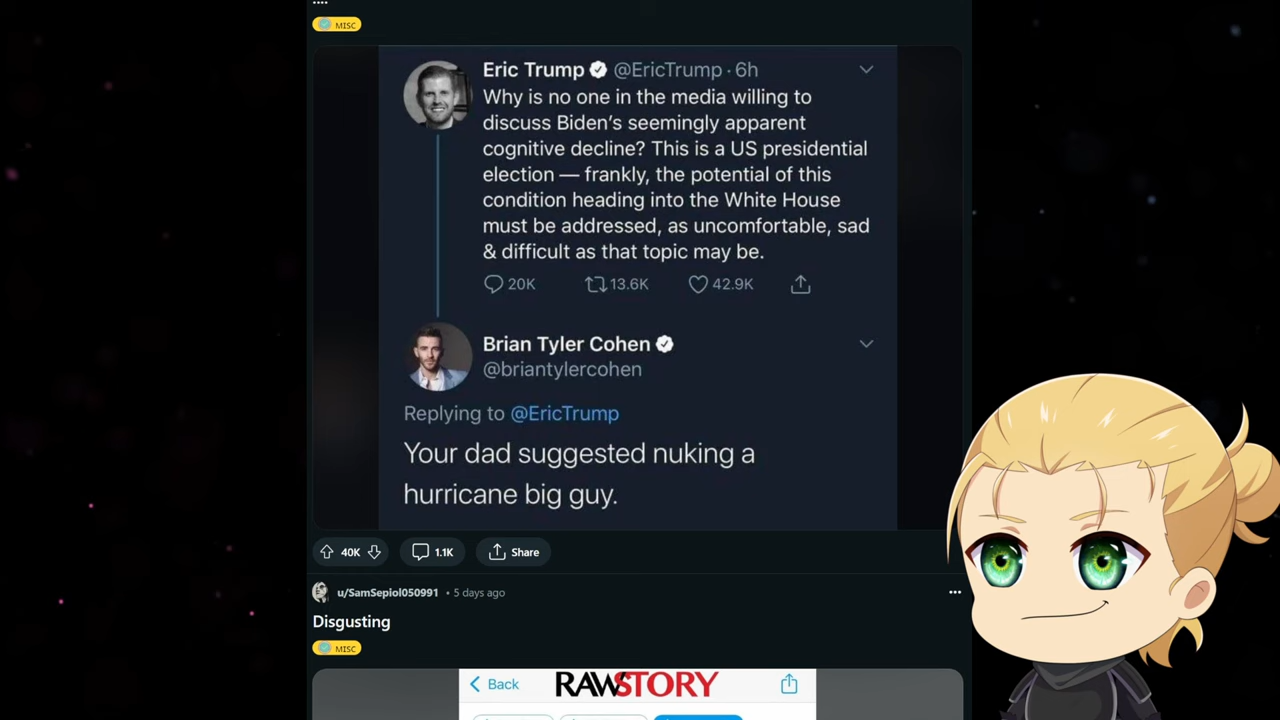 MISC
Eric Trump @EricTrump · 6h
Why is no one in the media willing to
discuss Biden's seemingly apparent
cognitive decline? This is a US presidential
election — frankly, the potential of this
condition heading into the White House
must be addressed, as uncomfortable, sad
& difficult as that topic may be.
20K 13.6K 42.9K
Brian Tyler Cohen
@briantylercohen
Replying to @EricTrump
Your dad suggested nuking a
hurricane big guy.
40K 1.1K Share
u/SamSepiol050991 • 5 days ago
Disgusting
MISC
Back RAWSTORY